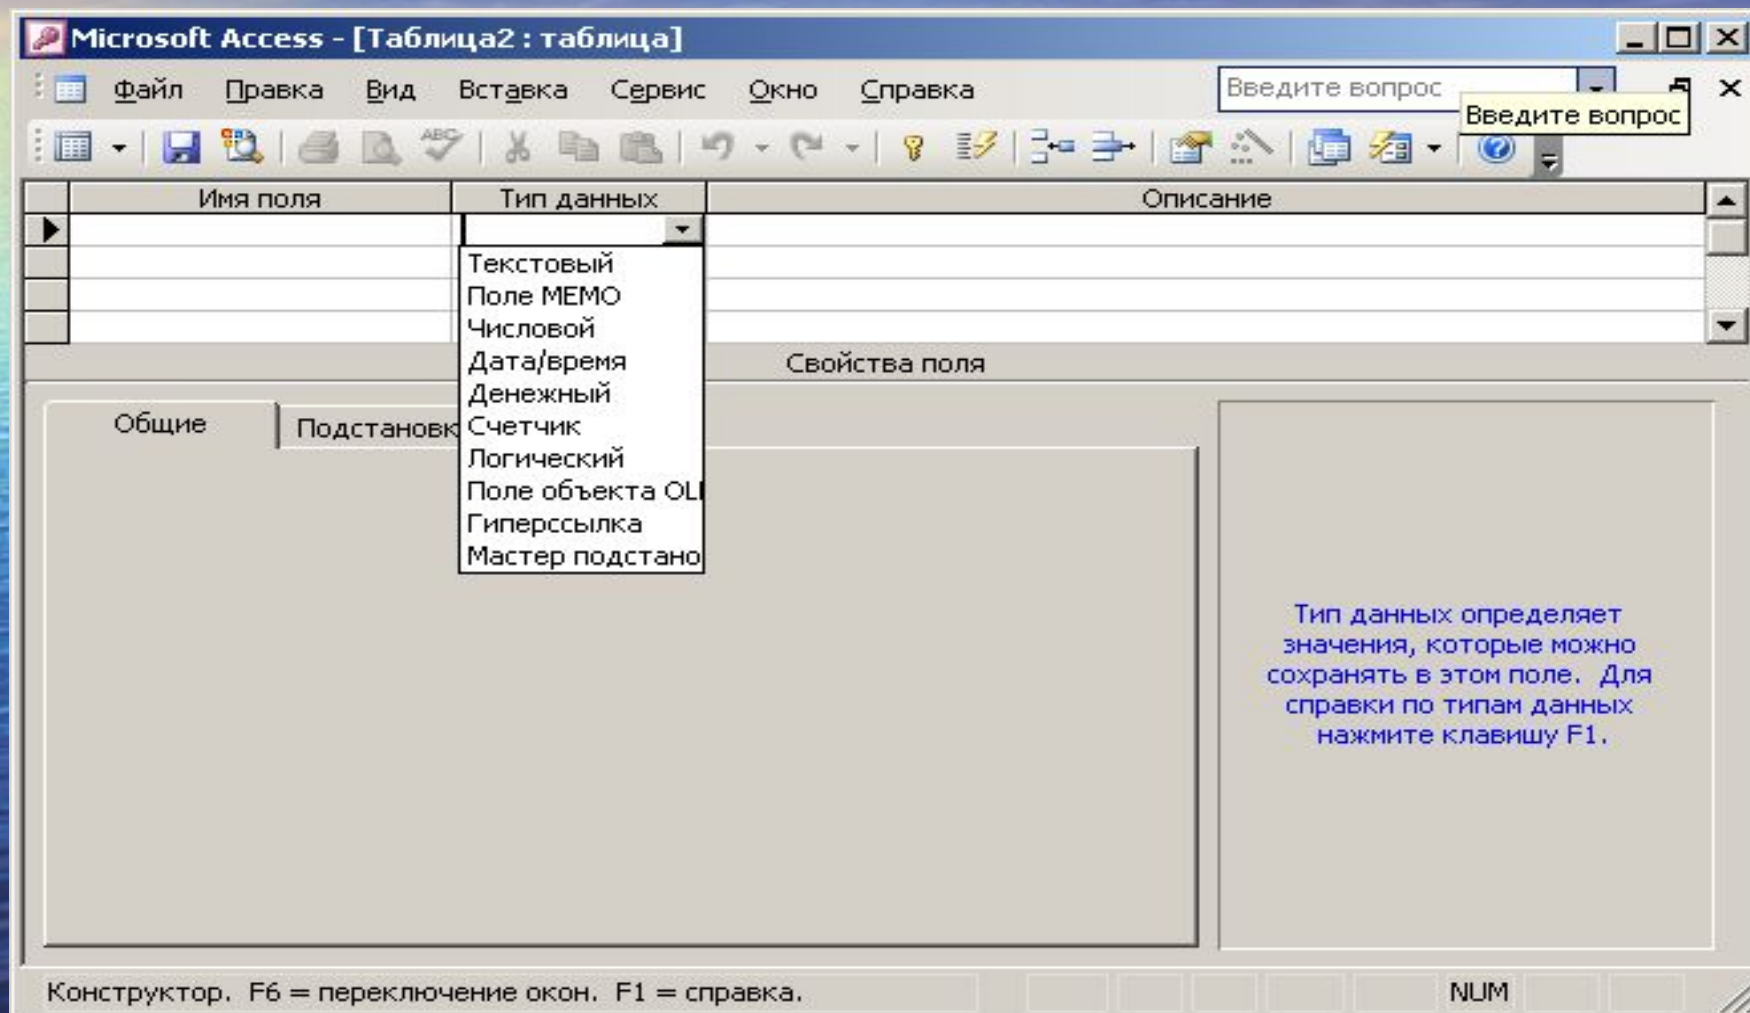 Microsoft Access - [Таблица2 : таблица]
Файл Правка Вид Вставка Сервис Окно Справка Введите вопрос
Введите вопрос
ABC
Имя поля Тип данных Описание
Текстовый
Поле MEMO
Числовой
Дата/время
Свойства поля
Денежный
Общие Подстановк Счетчик
Логический
Поле объекта OL
Гиперссылка
Мастер подстано
Тип данных определяет
значения, которые можно
сохранять в этом поле. Для
справки по типам данных
нажмите клавишу F1.
Конструктор. F6 = переключение окон. F1 = справка. NUM